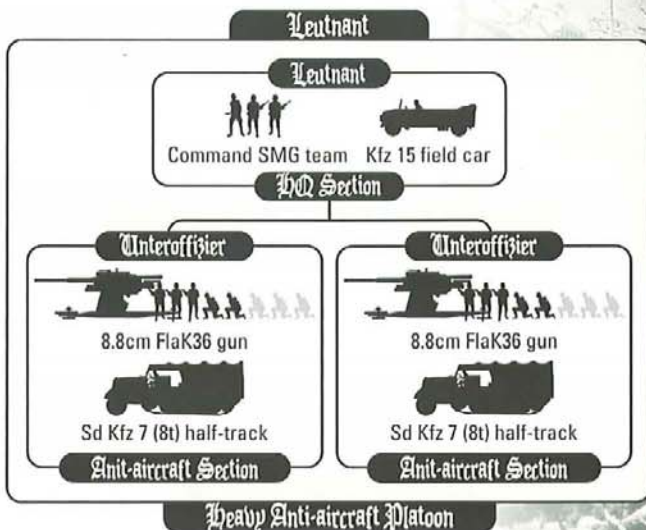 Leutnant
Leutnant
Command SMG team Kfz 15 field car
HQ Section
Unteroffizier Unteroffizier
8.8cm FlaK36 gun 8.8cm FlaK36 gun
Sd Kfz 7 (8t) half-track Sd Kfz 7 (8t) half-track
Anit-aircraft Section Anit-aircraft Section
Heavy Anti-aircraft Platoon